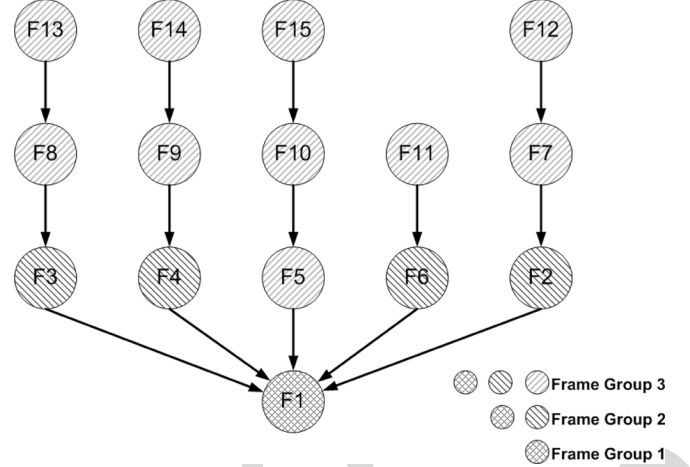 F13 F14 F15 F12
F8 F9 F10 F11 F7
F3 F4 F5 F6 F2
F1
Frame Group 3
Frame Group 2
Frame Group 1